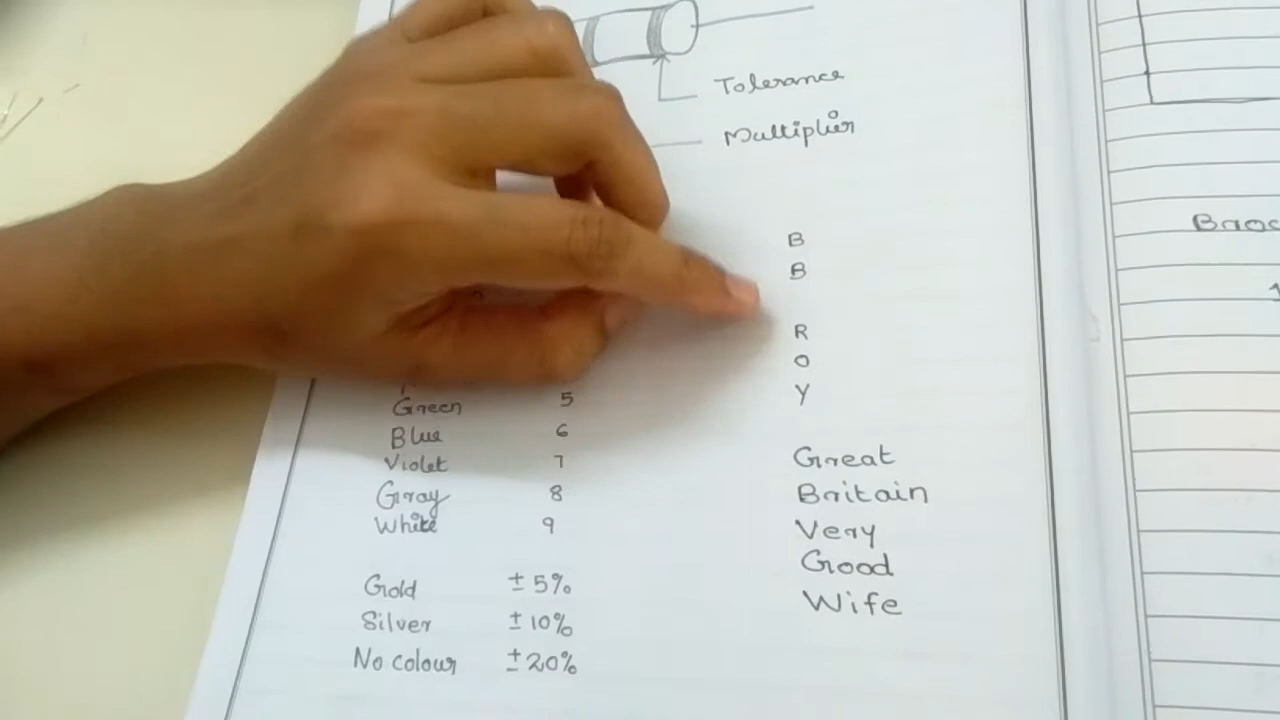 Tolerance
Multiplier
B
B
R
O
Y
Green 5
Blue 6
Violet 7
Gray 8
White 9
Great
Britain
Very
Good
Wife
Gold ± 5%
Silver ± 10%
No colour ± 20%